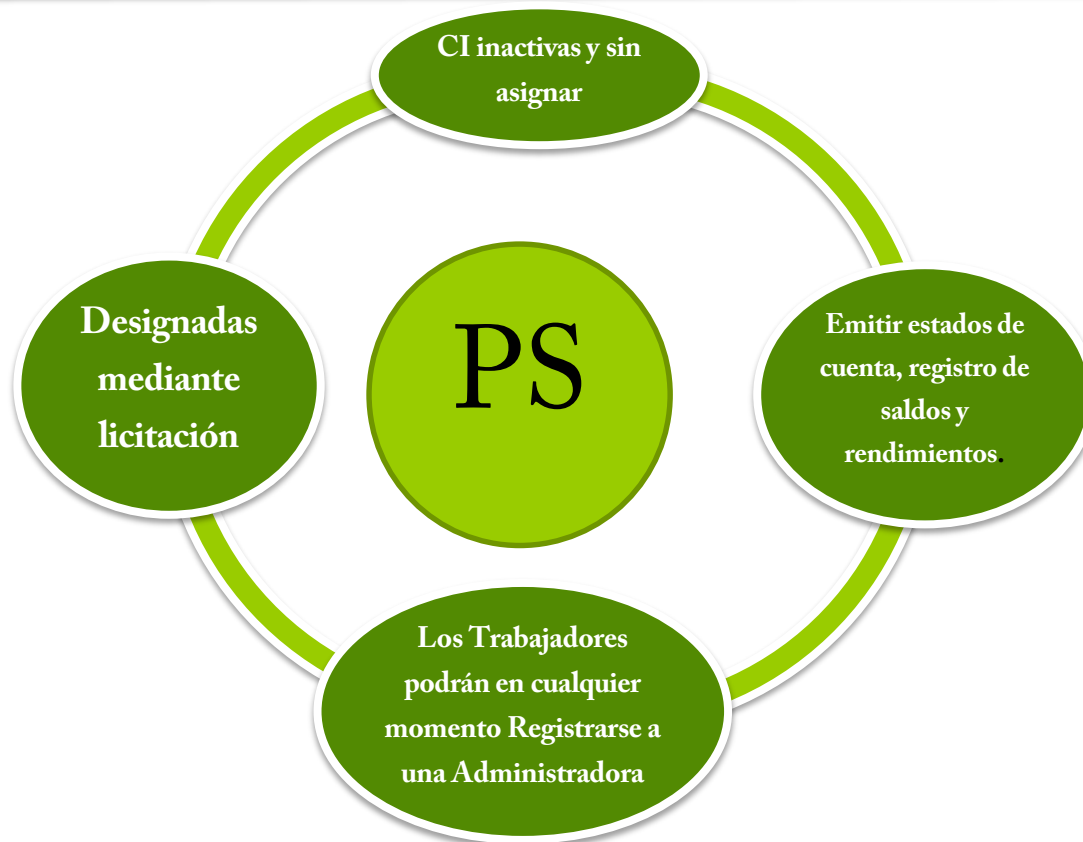 CI inactivas y sin
asignar
Designadas
mediante
licitación
PS
Emitir estados de
cuenta, registro de
saldos y
rendimientos.
Los Trabajadores
podrán en cualquier
momento Registrarse a
una Administradora